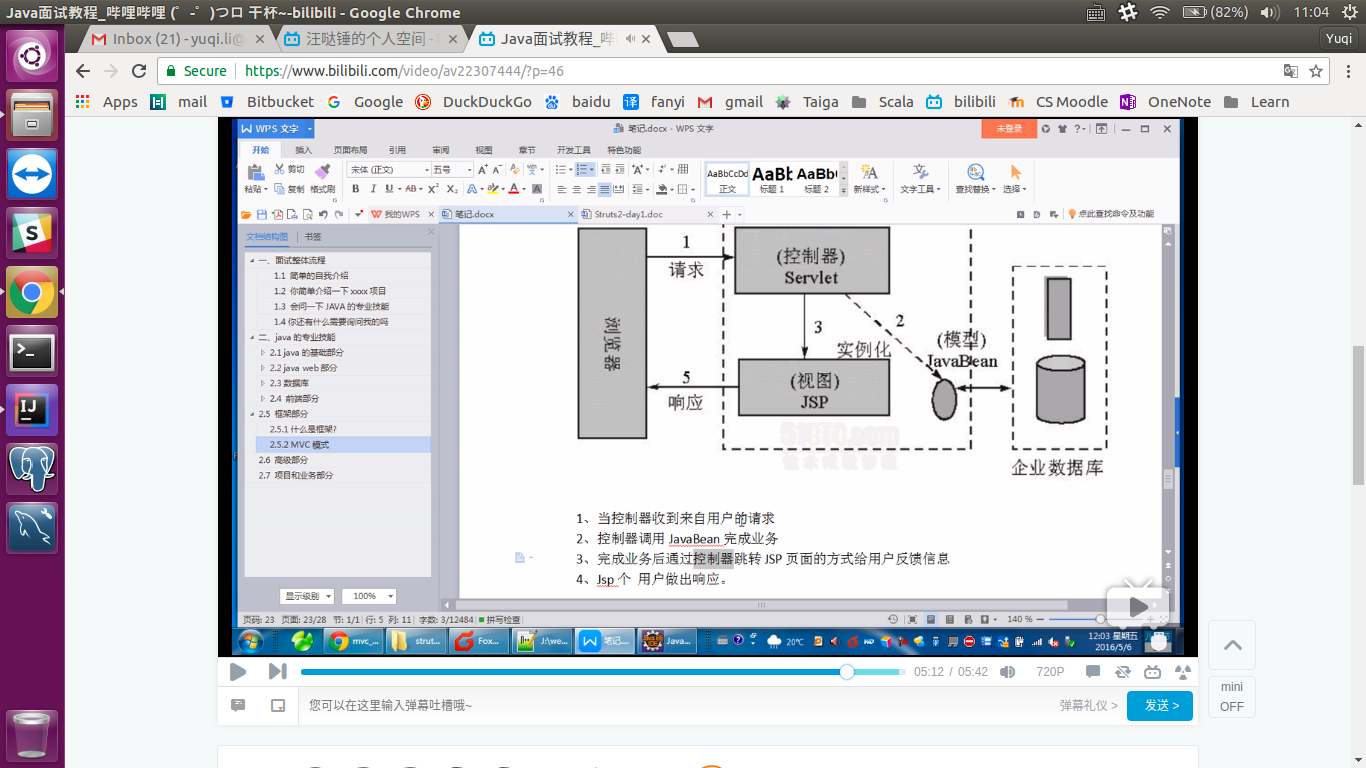 Java面试教程_哔哩哔哩 (゜-゜)つロ 干杯~-bilibili - Google Chrome
(82%) 11:04
Inbox (21) - yuqi.li@
汪哒锤的个人空间 -
Java面试教程_哔
Yuqi
Secure https://www.bilibili.com/video/av22307444/?p=46
Apps mail Bitbucket Google DuckDuckGo baidu fanyi gmail Taiga Scala bilibili CS Moodle OneNote Learn
WPS 文字 笔记.docx - WPS 文字 未登录
开始 插入 页面布局 引用 审阅 视图 章节 开发工具 特色功能
粘贴 剪切 复制 格式刷 宋体 (正文) 五号
AaBbCcDd 正文 AaBb 标题 1 AaBb( 标题 2 新样式 文字工具 查找替换 选择
我的WPS 笔记.docx Struts2-day1.doc 点此查找命令及功能
文档结构图 书签
一、面试整体流程
1.1 简单的自我介绍
1.2 你简单介绍一下 xxxx 项目
1.3 会问一下 JAVA 的专业技能
1.4 你还有什么需要询问我的吗
二、java 的专业技能
2.1 java 的基础部分
2.2 java web 部分
2.3 数据库
2.4 前端部分
2.5 框架部分
2.5.1 什么是框架?
2.5.2 MVC 模式
2.6 高级部分
2.7 项目和业务部分
显示级别 100%
浏览器
1
请求
(控制器)
Servlet
2
3
实例化
(模型)
JavaBean
(视图)
JSP
5
响应
企业数据库
1、当控制器收到来自用户的请求
2、控制器调用 JavaBean 完成业务
3、完成业务后通过控制器跳转 JSP 页面的方式给用户反馈信息
4、Jsp 个 用户做出响应。
页码: 23 页面: 23/28 节: 1/1 行: 5 列: 11 字数: 3/12484 拼写检查 140 %
mvc_... strut... Fox... J:\we... 笔记... Java... 20℃ 12:03 星期五
2016/5/6
05:12 / 05:42 720P
您可以在这里输入弹幕吐槽哦~ 弹幕礼仪 > 发送 >
mini
OFF